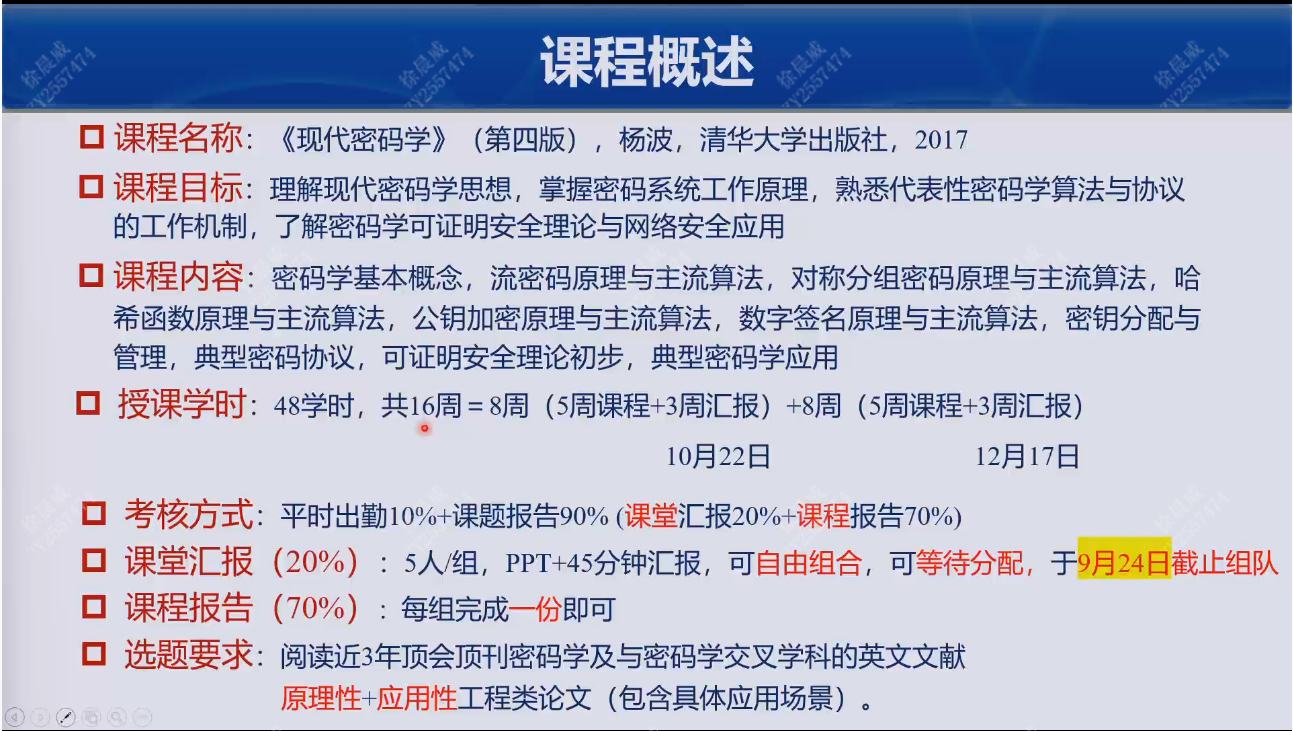 课程概述
课程名称：《现代密码学》（第四版），杨波，清华大学出版社，2017
课程目标：理解现代密码学思想，掌握密码系统工作原理，熟悉代表性密码学算法与协议
的工作机制，了解密码学可证明安全理论与网络安全应用
课程内容：密码学基本概念，流密码原理与主流算法，对称分组密码原理与主流算法，哈
希函数原理与主流算法，公钥加密原理与主流算法，数字签名原理与主流算法，密钥分配与
管理，典型密码协议，可证明安全理论初步，典型密码学应用
授课学时：48学时，共16周＝8周（5周课程+3周汇报）+8周（5周课程+3周汇报）
10月22日 12月17日
考核方式：平时出勤10%+课题报告90% (课堂汇报20%+课程报告70%)
课堂汇报（20%）：5人/组，PPT+45分钟汇报，可自由组合，可等待分配，于9月24日截止组队
课程报告（70%）：每组完成一份即可
选题要求：阅读近3年顶会顶刊密码学及与密码学交叉学科的英文文献
原理性+应用性工程类论文（包含具体应用场景）。
徐晨威
ZY2557474
徐晨威
ZY2557474
徐晨威
ZY2557474
徐晨威
ZY2557474